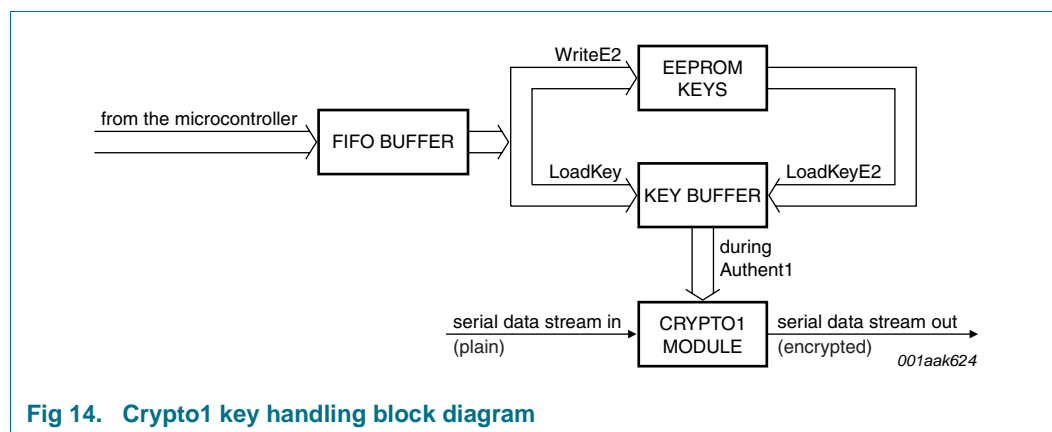 WriteE2
EEPROM
KEYS
from the microcontroller
FIFO BUFFER
LoadKey
LoadKeyE2
KEY BUFFER
during
Authent1
serial data stream in
(plain)
CRYPTO1
MODULE
serial data stream out
(encrypted)
001aak624
Fig 14. Crypto1 key handling block diagram